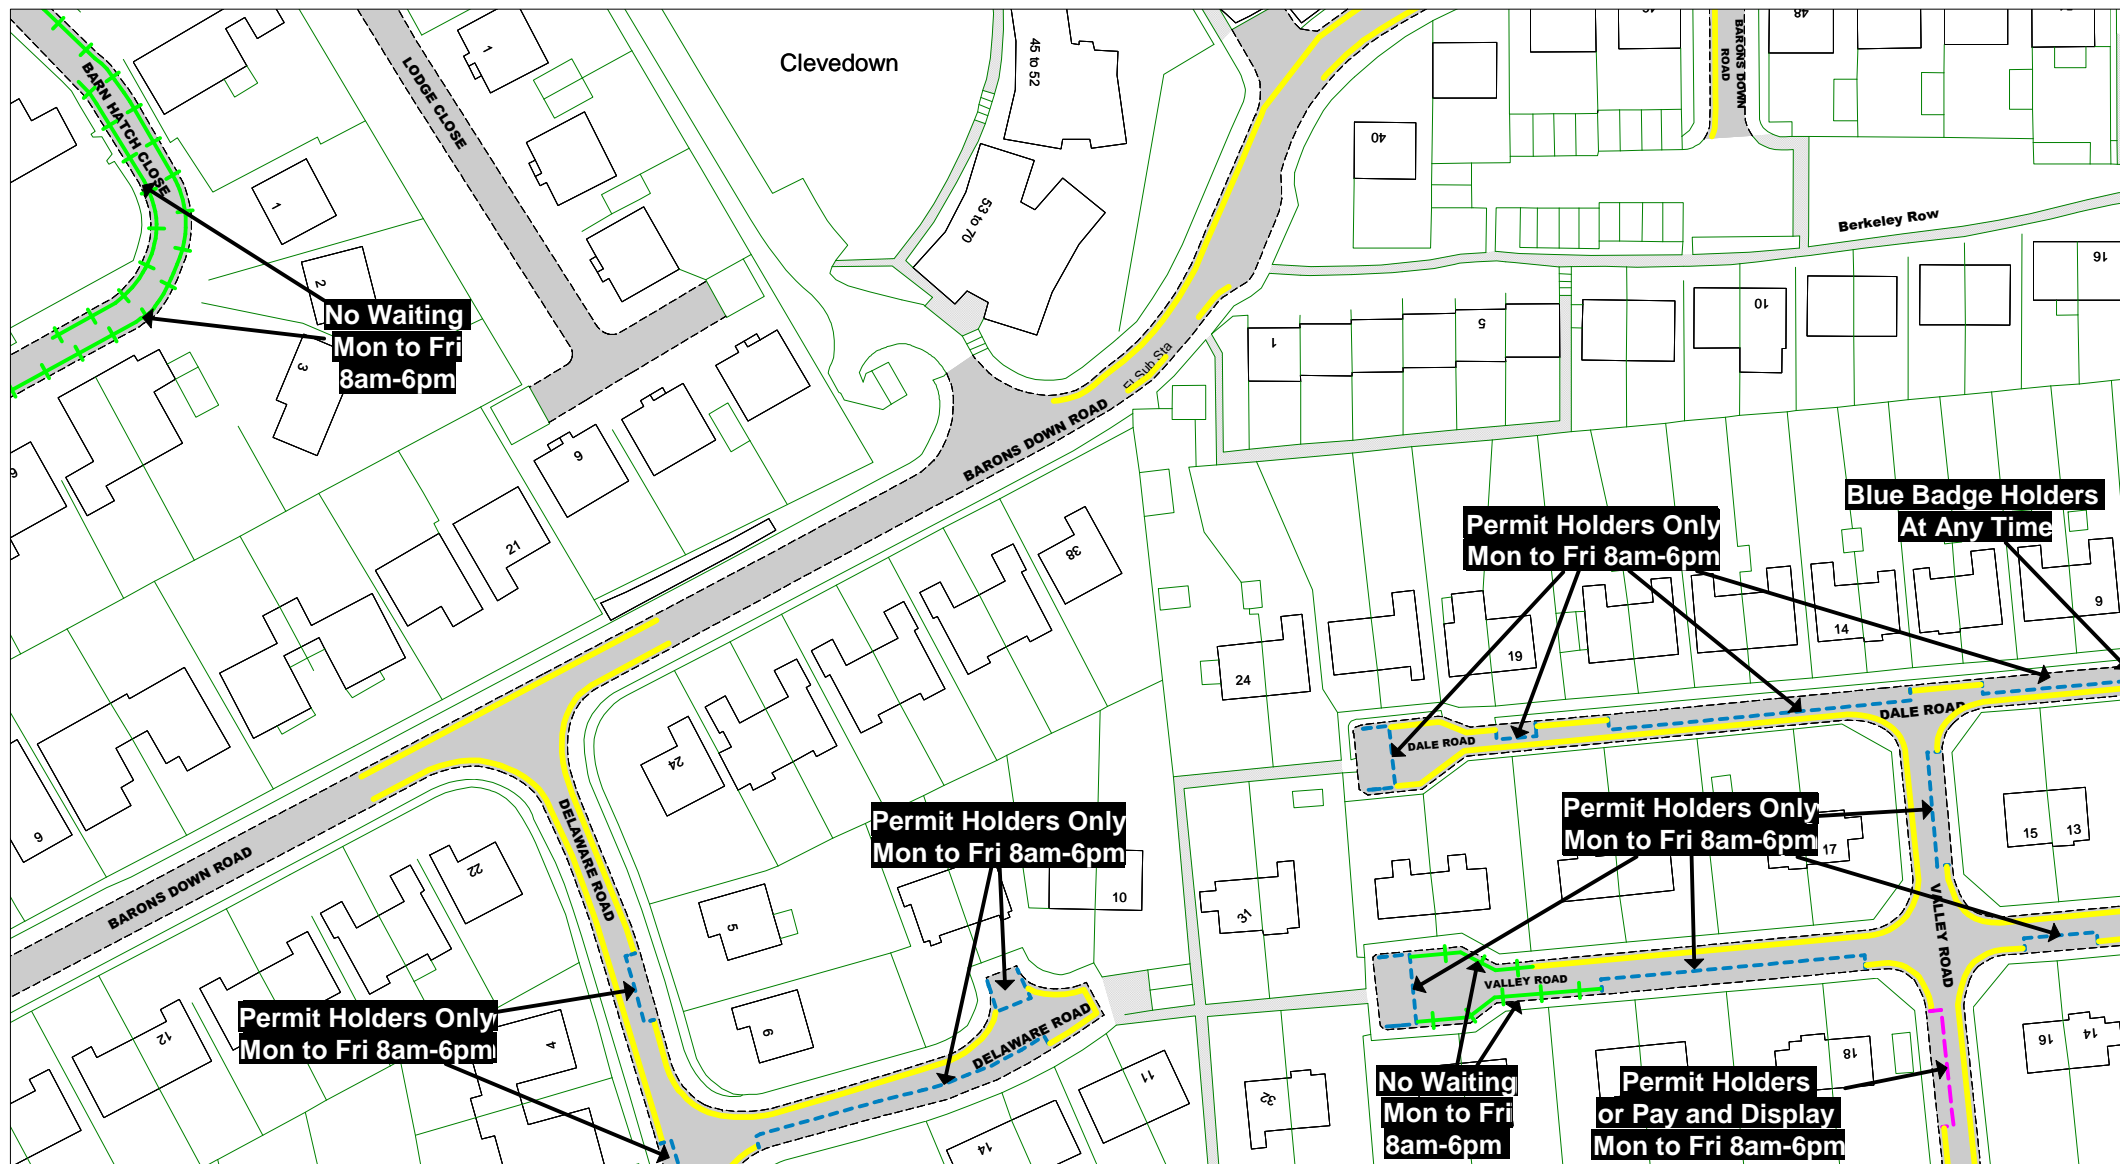 Clevedown
45 to 52
53 to 70
BARN HATCH CLOSE
LODGE CLOSE
BARONS DOWN
ROAD
48
40
1
1
2
3
Berkeley Row
16
10
5
1
No Waiting
Mon to Fri
8am-6pm
El Sub Sta
BARONS DOWN ROAD
9
21
38
Permit Holders Only
Mon to Fri 8am-6pm
Blue Badge Holders
At Any Time
9
14
19
24
DALE ROAD
DALE ROAD
24
DELAWARE ROAD
Permit Holders Only
Mon to Fri 8am-6pm
Permit Holders Only
Mon to Fri 8am-6pm
17
15
13
BARONS DOWN ROAD
22
5
10
31
VALLEY ROAD
VALLEY ROAD
6
12
4
Permit Holders Only
Mon to Fri 8am-6pm
DELAWARE ROAD
11
14
32
No Waiting
Mon to Fri
8am-6pm
Permit Holders
or Pay and Display
Mon to Fri 8am-6pm
18
16
14